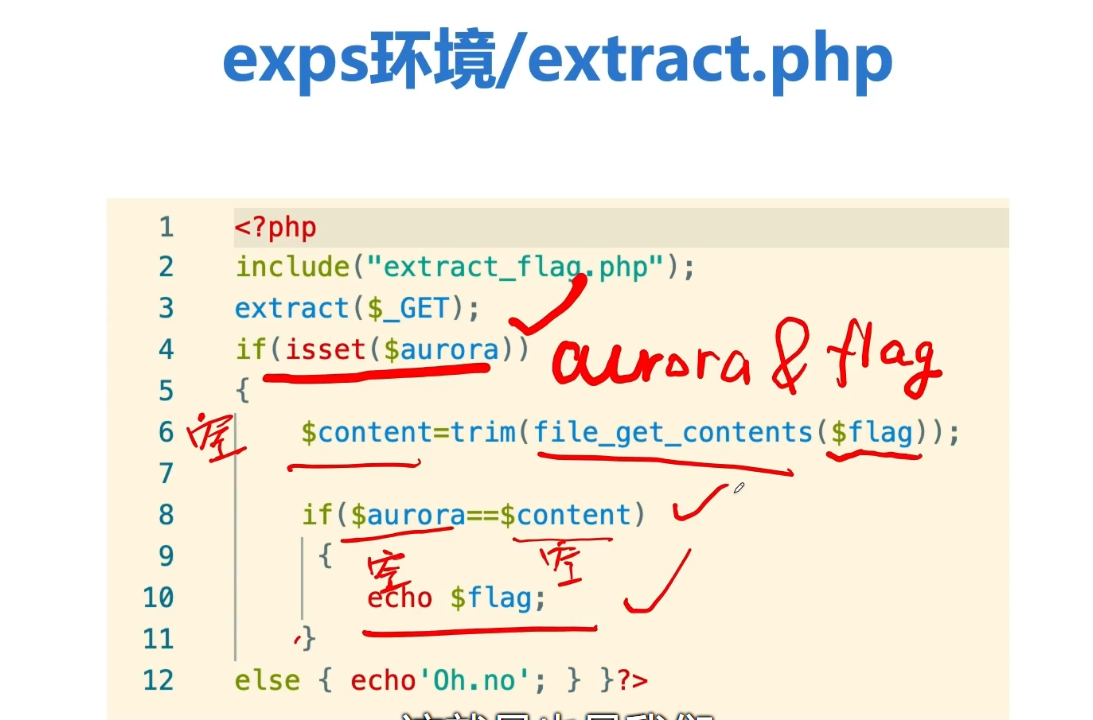 exps环境/extract.php
1 <?php
2 include("extract_flag.php");
3 extract($_GET);
4 if(isset($aurora))
aurora & flag
5 {
空
6 $content=trim(file_get_contents($flag));
7
8 if($aurora==$content)
9 {
空 空
10 echo $flag;
11 }
12 else { echo'Oh.no'; } }?>